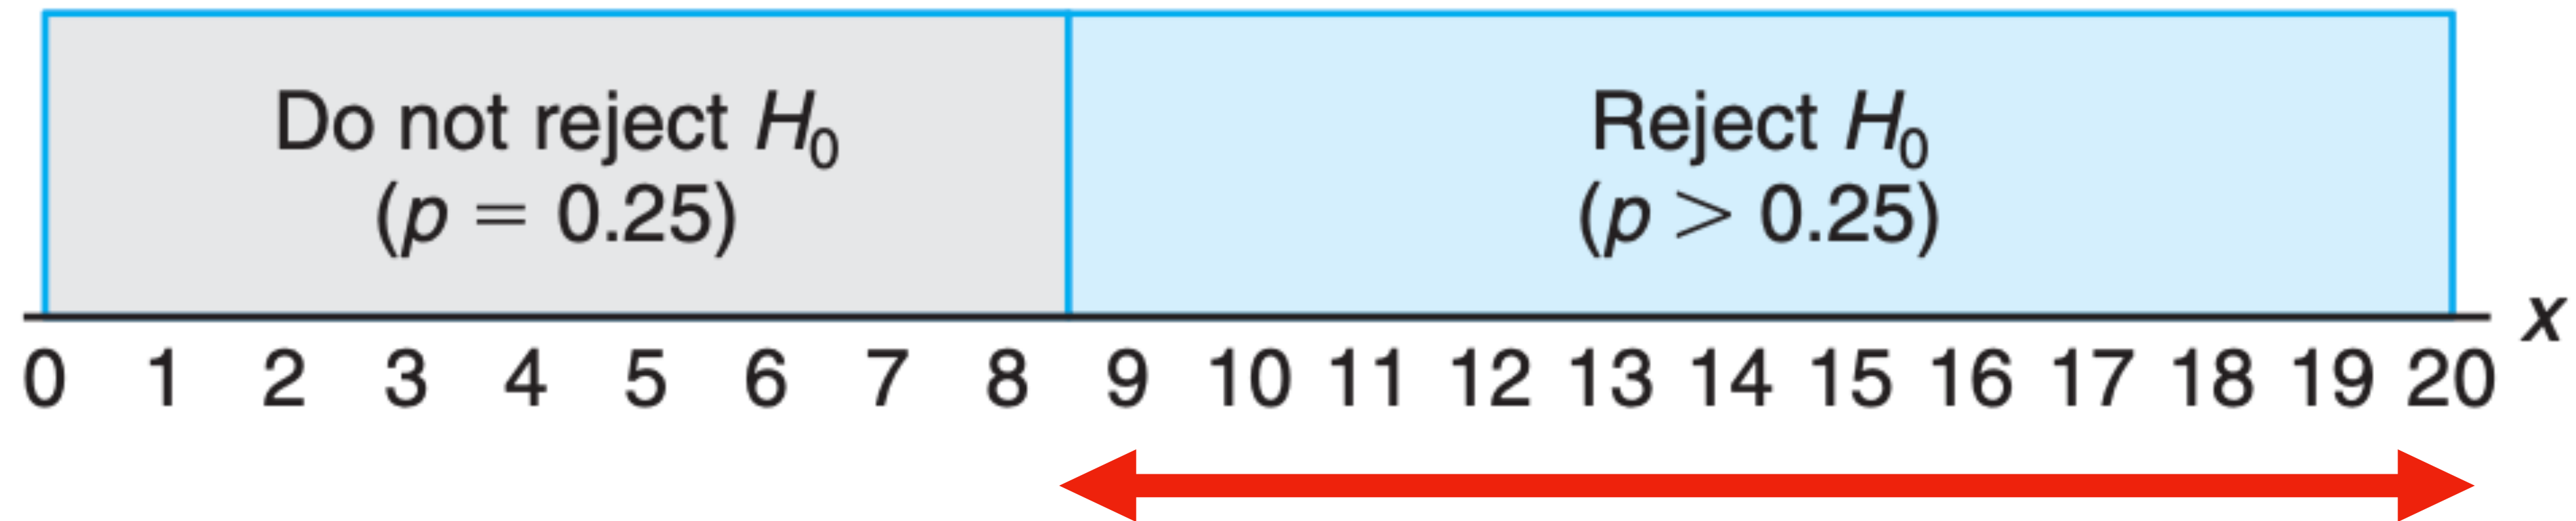 Do not reject H₀
(p = 0.25)
Reject H₀
(p > 0.25)
x
0 1 2 3 4 5 6 7 8 9 10 11 12 13 14 15 16 17 18 19 20